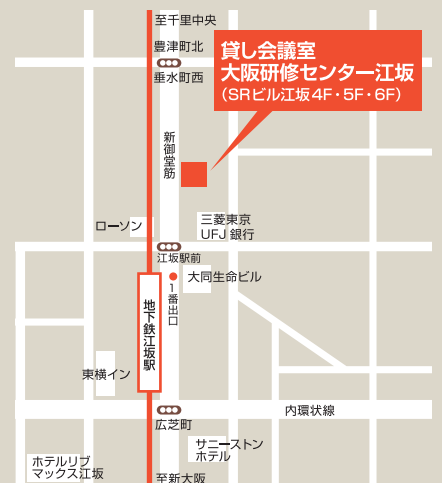 至千里中央
豊津町北
垂水町西
貸し会議室
大阪研修センター江坂
（SRビル江坂4F・5F・6F）
新御堂筋
ローソン
三菱東京
UFJ 銀行
江坂駅前
大同生命ビル
1番出口
地下鉄江坂駅
東横イン
内環状線
広芝町
サニーストン
ホテル
ホテルリブ
マックス江坂
至新大阪